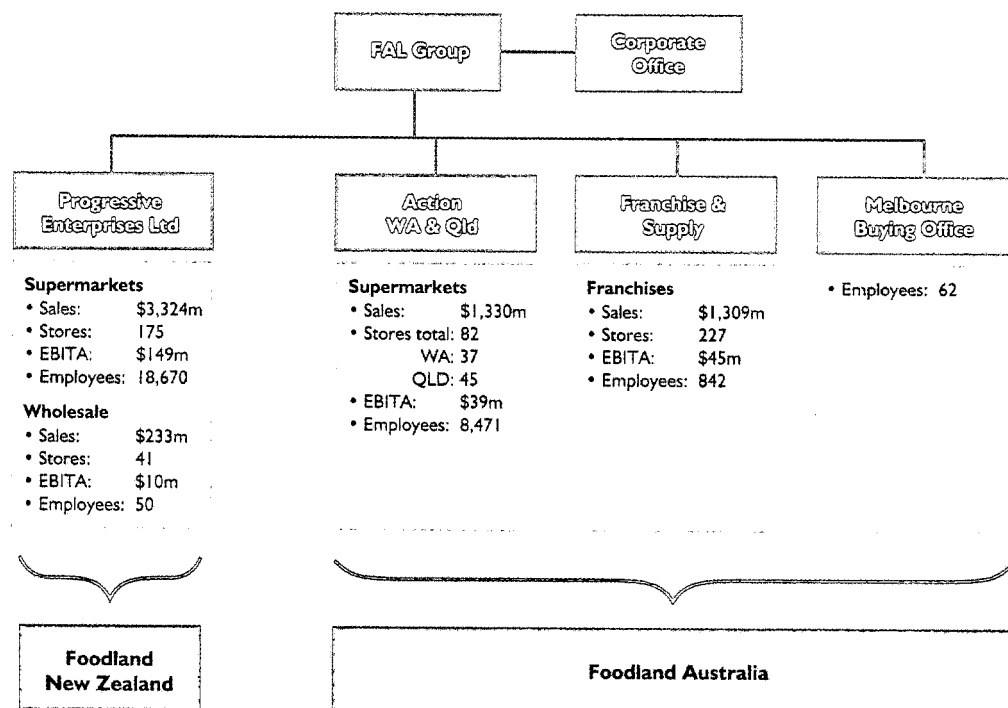 FAL Group
Corporate
Office
Progressive
Enterprises Ltd
Action
WA & Qld
Franchise &
Supply
Melbourne
Buying Office
Supermarkets
• Sales: $3,324m
• Stores: 175
• EBITA: $149m
• Employees: 18,670
Wholesale
• Sales: $233m
• Stores: 41
• EBITA: $10m
• Employees: 50
Supermarkets
• Sales: $1,330m
• Stores total: 82
WA: 37
QLD: 45
• EBITA: $39m
• Employees: 8,471
Franchises
• Sales: $1,309m
• Stores: 227
• EBITA: $45m
• Employees: 842
• Employees: 62
Foodland
New Zealand
Foodland Australia